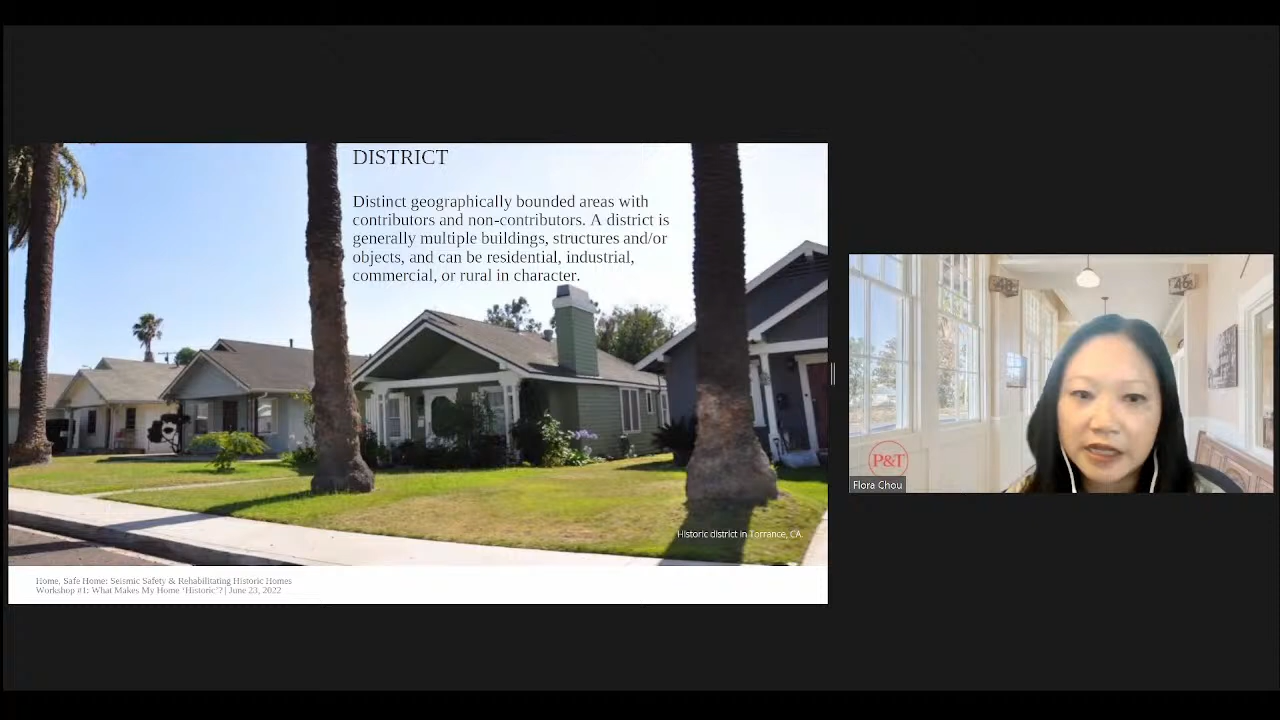 DISTRICT
Distinct geographically bounded areas with
contributors and non-contributors. A district is
generally multiple buildings, structures and/or
objects, and can be residential, industrial,
commercial, or rural in character.
Historic district in Torrance, CA.
Home, Safe Home: Seismic Safety & Rehabilitating Historic Homes
Workshop #1: What Makes My Home ‘Historic’? | June 23, 2022
48
46
P&T
Flora Chou